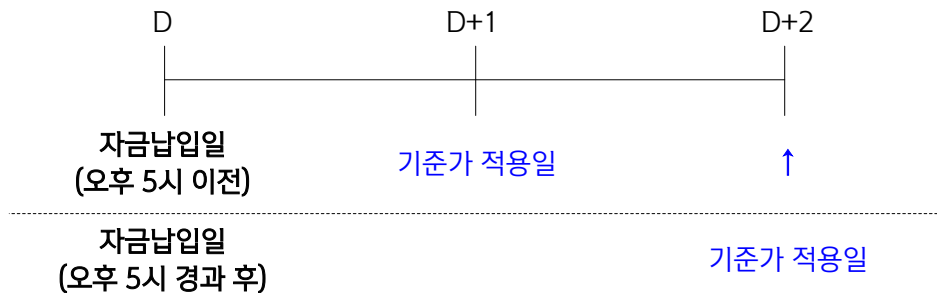 D D+1 D+2
자금납입일
(오후 5시 이전)
기준가 적용일
↑
자금납입일
(오후 5시 경과 후)
기준가 적용일